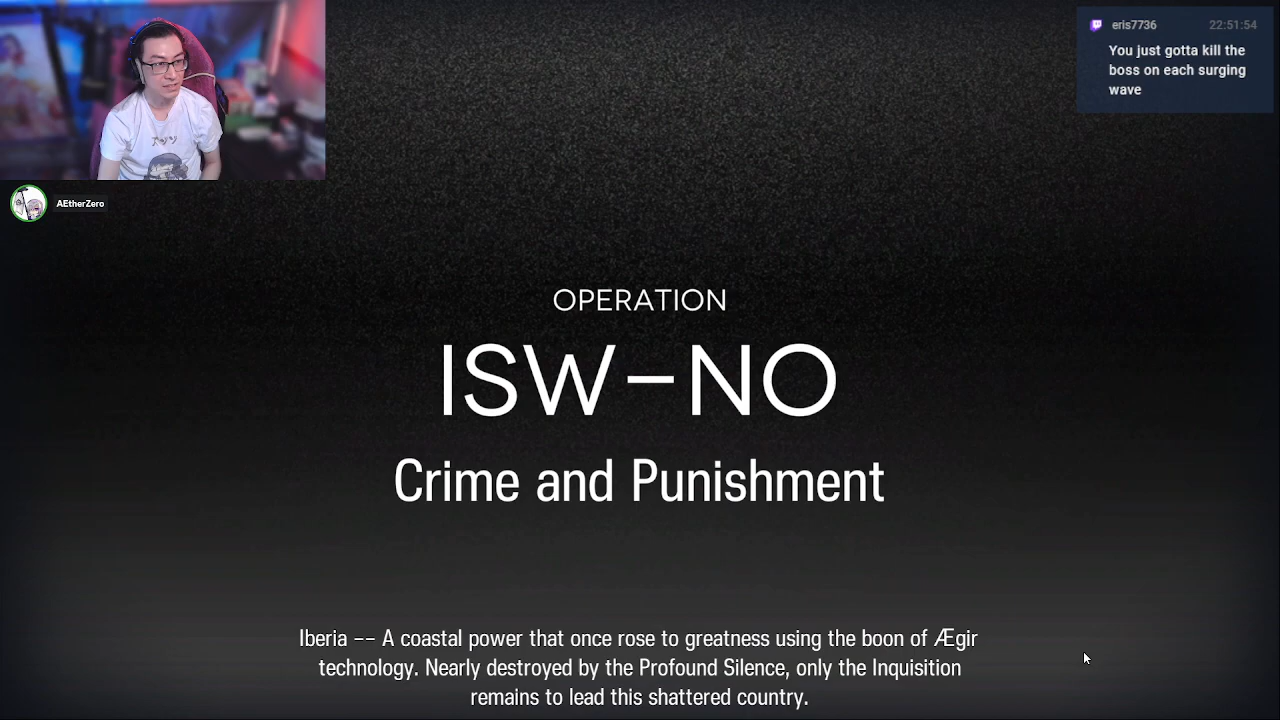 eris7736 22:51:54
You just gotta kill the
boss on each surging
wave
AEtherZero
OPERATION
ISW-NO
Crime and Punishment
Iberia -- A coastal power that once rose to greatness using the boon of Ægir
technology. Nearly destroyed by the Profound Silence, only the Inquisition
remains to lead this shattered country.